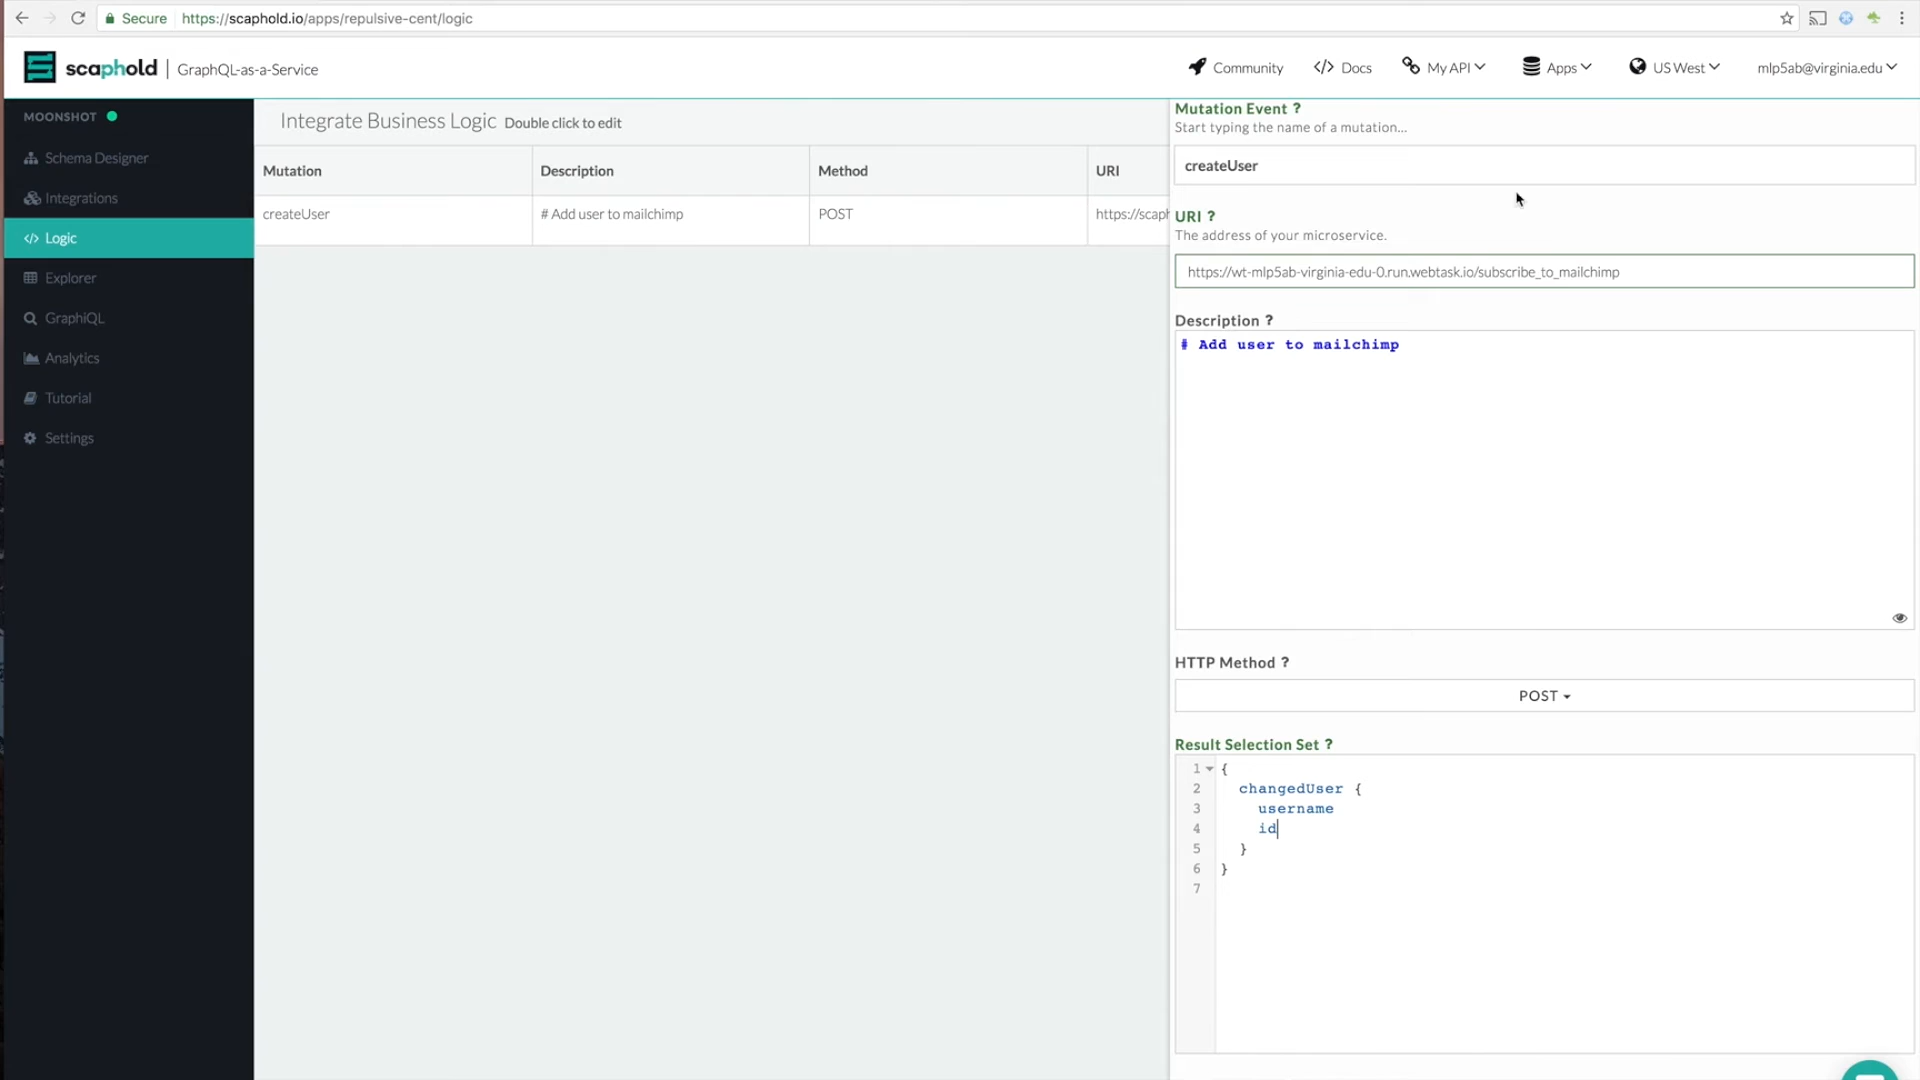 Secure https://scaphold.io/apps/repulsive-cent/logic
scaphold | GraphQL-as-a-Service
Community
Docs
My API
Apps
US West
mlp5ab@virginia.edu
MOONSHOT
Schema Designer
Integrations
Logic
Explorer
GraphiQL
Analytics
Tutorial
Settings
Integrate Business Logic Double click to edit
Mutation Description Method URI
createUser # Add user to mailchimp POST https://scaph
Mutation Event ?
Start typing the name of a mutation...
createUser
URI ?
The address of your microservice.
https://wt-mlp5ab-virginia-edu-0.run.webtask.io/subscribe_to_mailchimp
Description ?
# Add user to mailchimp
HTTP Method ?
POST
Result Selection Set ?
1 {
2 changedUser {
3 username
4 id
5 }
6 }
7